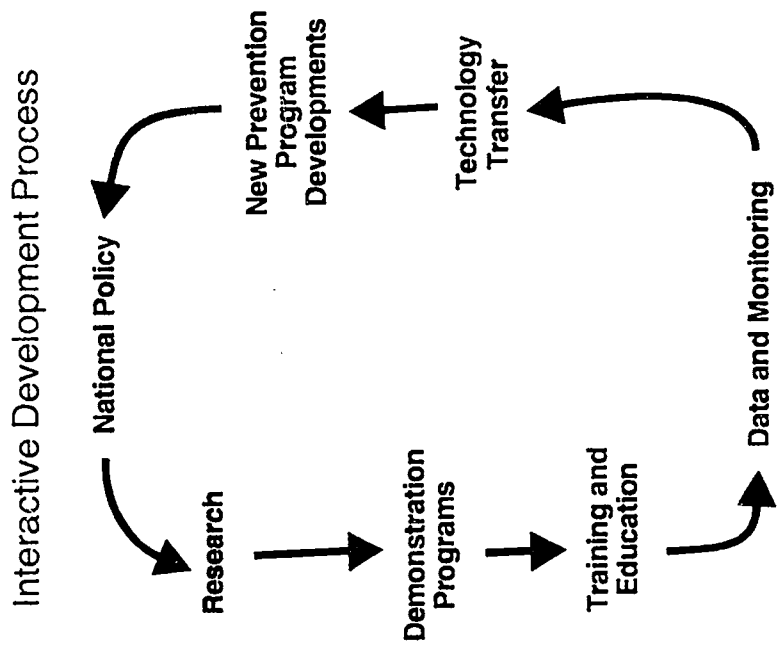 Interactive Development Process
National Policy
Research
Demonstration
Programs
Training and
Education
Data and Monitoring
Technology
Transfer
New Prevention
Program
Developments